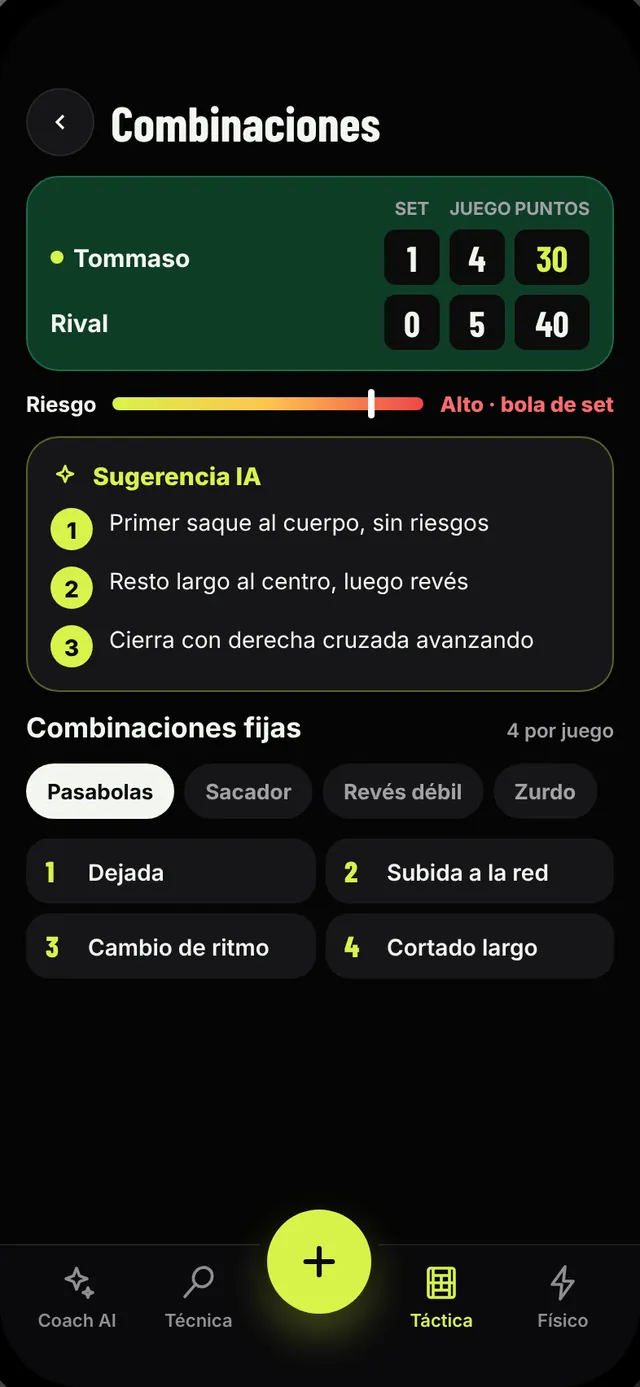 Combinaciones
SET JUEGO PUNTOS
Tommaso 1 4 30
Rival 0 5 40
Riesgo Alto · bola de set
Sugerencia IA
1 Primer saque al cuerpo, sin riesgos
2 Resto largo al centro, luego revés
3 Cierra con derecha cruzada avanzando
Combinaciones fijas 4 por juego
Pasabolas Sacador Revés débil Zurdo
1 Dejada 2 Subida a la red
3 Cambio de ritmo 4 Cortado largo
Coach AI Técnica Táctica Físico